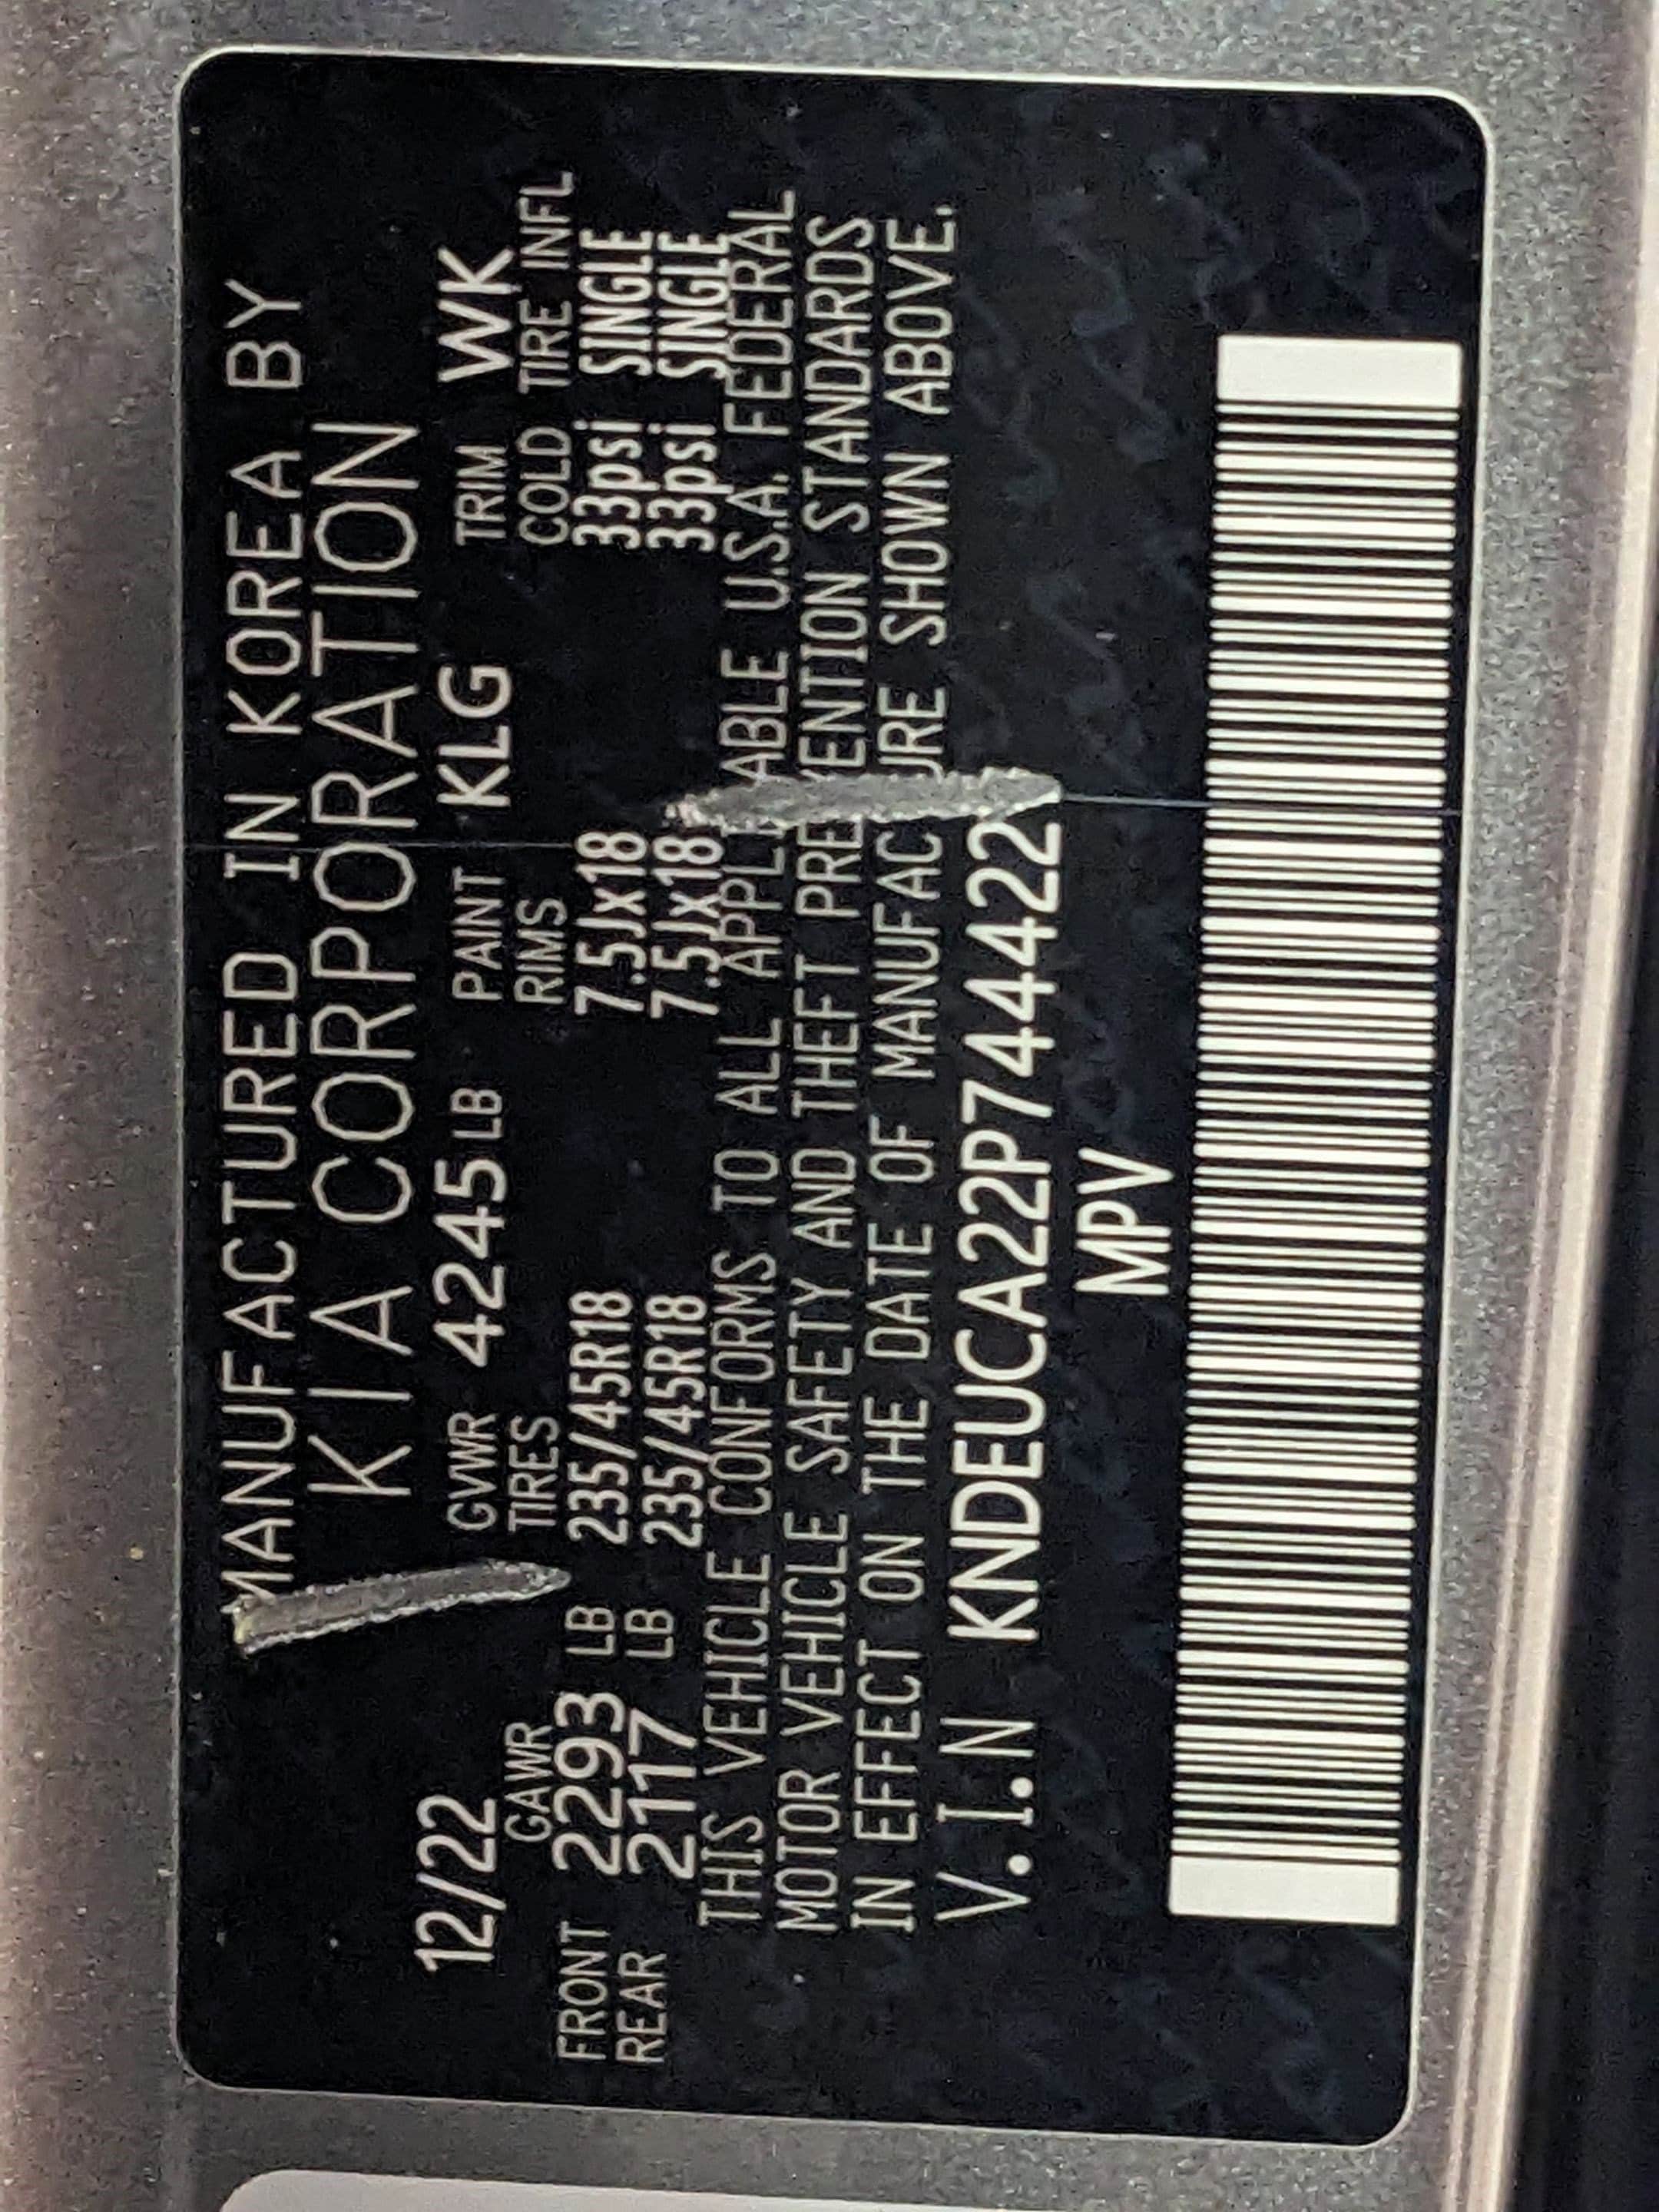 MANUFACTURED IN KOREA BY
KIA CORPORATION
12/22 GVWR 4245 LB PAINT KLG TRIM WK
GAWR TIRES RIMS COLD TIRE INFL
FRONT 2293 LB 235/45R18 7.5Jx18 33psi SINGLE
REAR 2117 LB 235/45R18 7.5Jx18 33psi SINGLE
THIS VEHICLE CONFORMS TO ALL APPLICABLE U.S.A. FEDERAL
MOTOR VEHICLE SAFETY AND THEFT PREVENTION STANDARDS
IN EFFECT ON THE DATE OF MANUFACTURE SHOWN ABOVE.
V.I.N KNDEUCA22P7444422
MPV